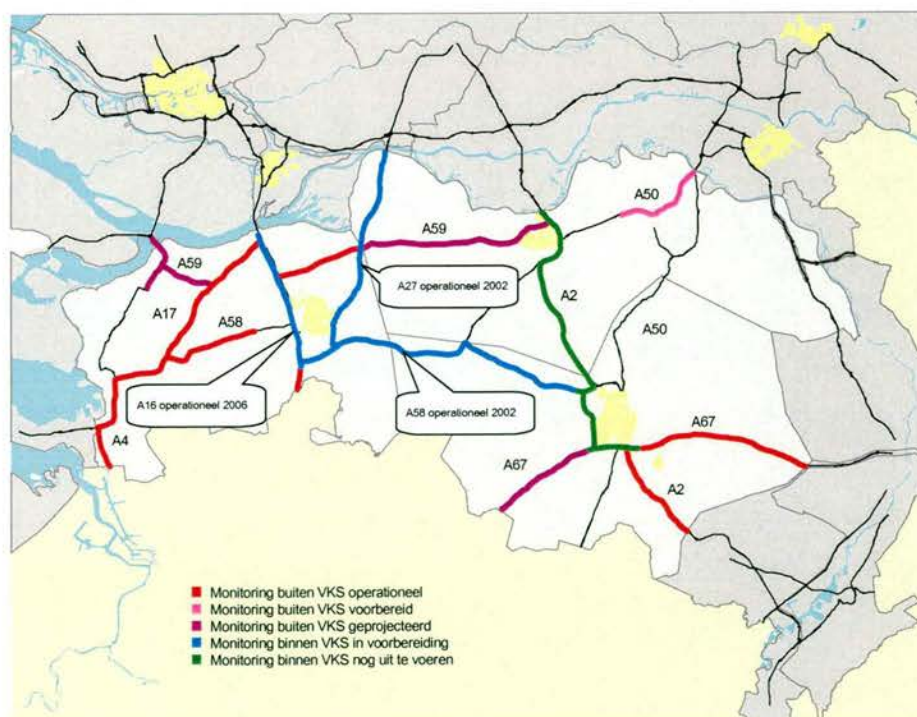 A50
A59
A59
A27 operationeel 2002
A17
A2
A58
A50
A16 operationeel 2006
A58 operationeel 2002
A67
A4
A67
A2
Monitoring buiten VKS operationeel
Monitoring buiten VKS voorbereid
Monitoring buiten VKS geprojecteerd
Monitoring binnen VKS in voorbereiding
Monitoring binnen VKS nog uit te voeren